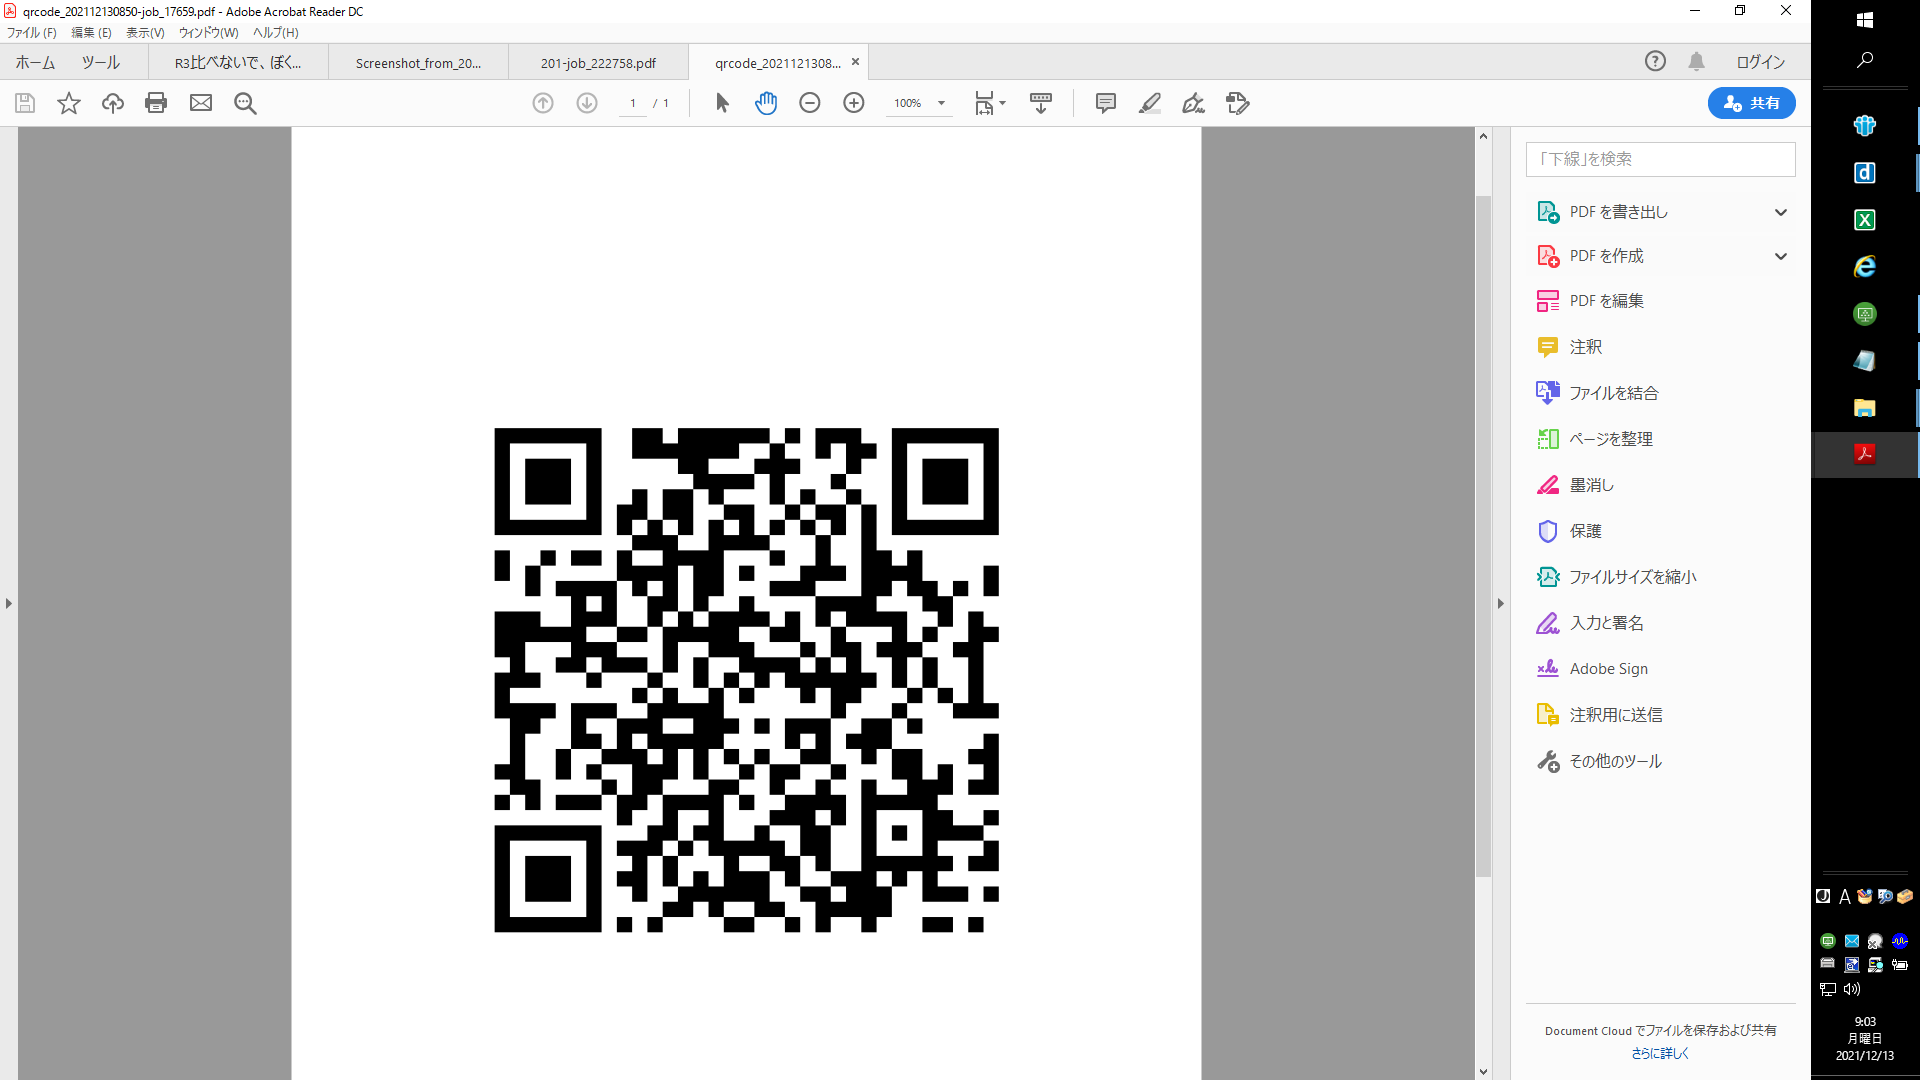 qrcode_202112130850-job_17659.pdf - Adobe Acrobat Reader DC
ファイル(F) 編集(E) 表示(V) ウィンドウ(W) ヘルプ(H)
ホーム ツール R3比べないで、ぼく... Screenshot_from_20... 201-job_222758.pdf qrcode_2021121308... × ログイン
1 / 1 100% 共有
「下線」を検索
PDF を書き出し
PDF を作成
PDF を編集
注釈
ファイルを結合
ページを整理
墨消し
保護
ファイルサイズを縮小
入力と署名
Adobe Sign
注釈用に送信
その他のツール
Document Cloud でファイルを保存および共有
さらに詳しく
A
9:03
月曜日
2021/12/13